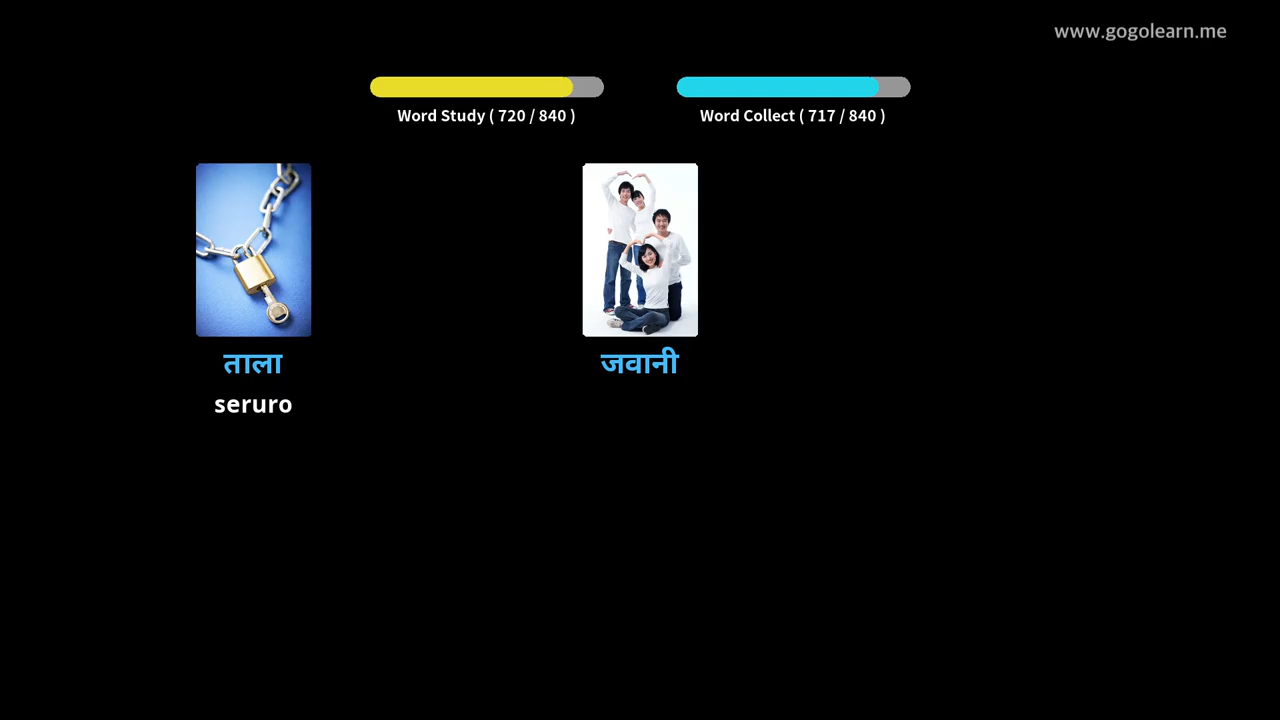 www.gogolearn.me
Word Study ( 720 / 840 )
Word Collect ( 717 / 840 )
ताला
जवानी
seruro